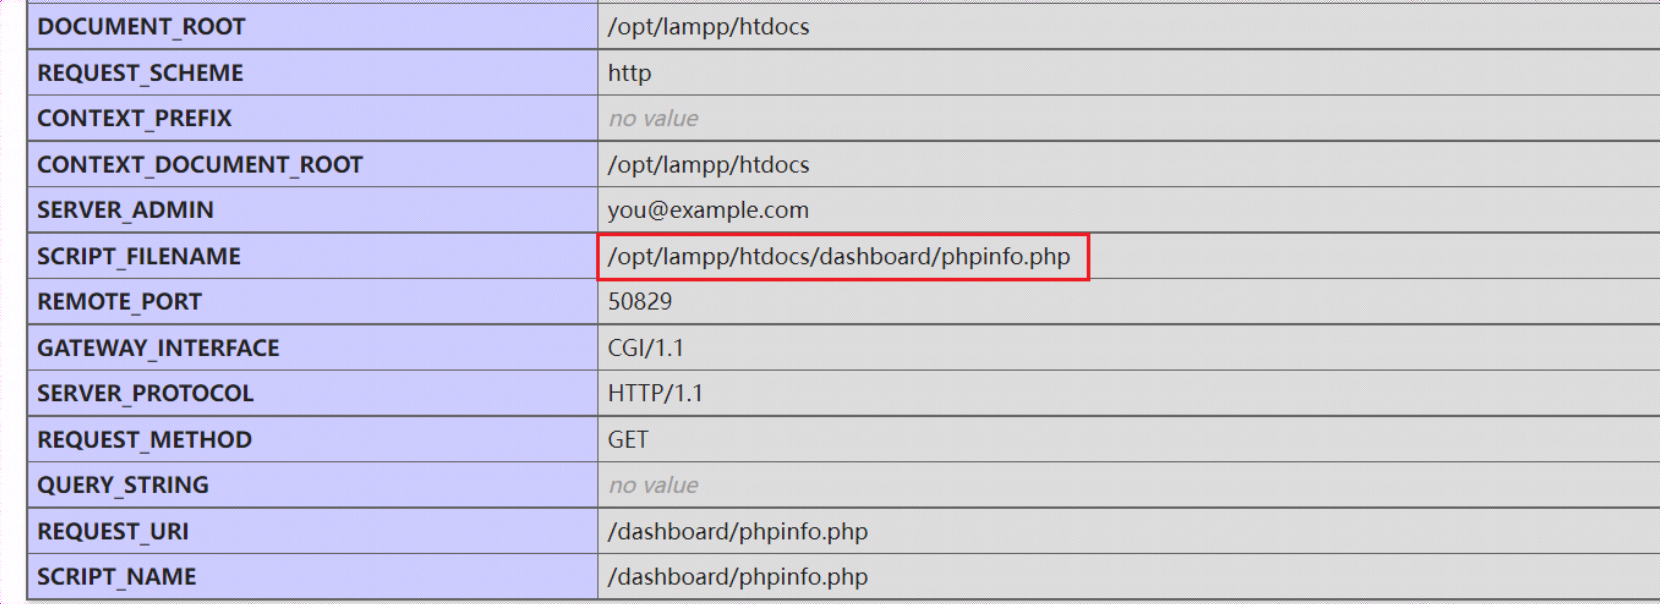 DOCUMENT_ROOT /opt/lampp/htdocs
REQUEST_SCHEME http
CONTEXT_PREFIX no value
CONTEXT_DOCUMENT_ROOT /opt/lampp/htdocs
SERVER_ADMIN you@example.com
SCRIPT_FILENAME /opt/lampp/htdocs/dashboard/phpinfo.php
REMOTE_PORT 50829
GATEWAY_INTERFACE CGI/1.1
SERVER_PROTOCOL HTTP/1.1
REQUEST_METHOD GET
QUERY_STRING no value
REQUEST_URI /dashboard/phpinfo.php
SCRIPT_NAME /dashboard/phpinfo.php